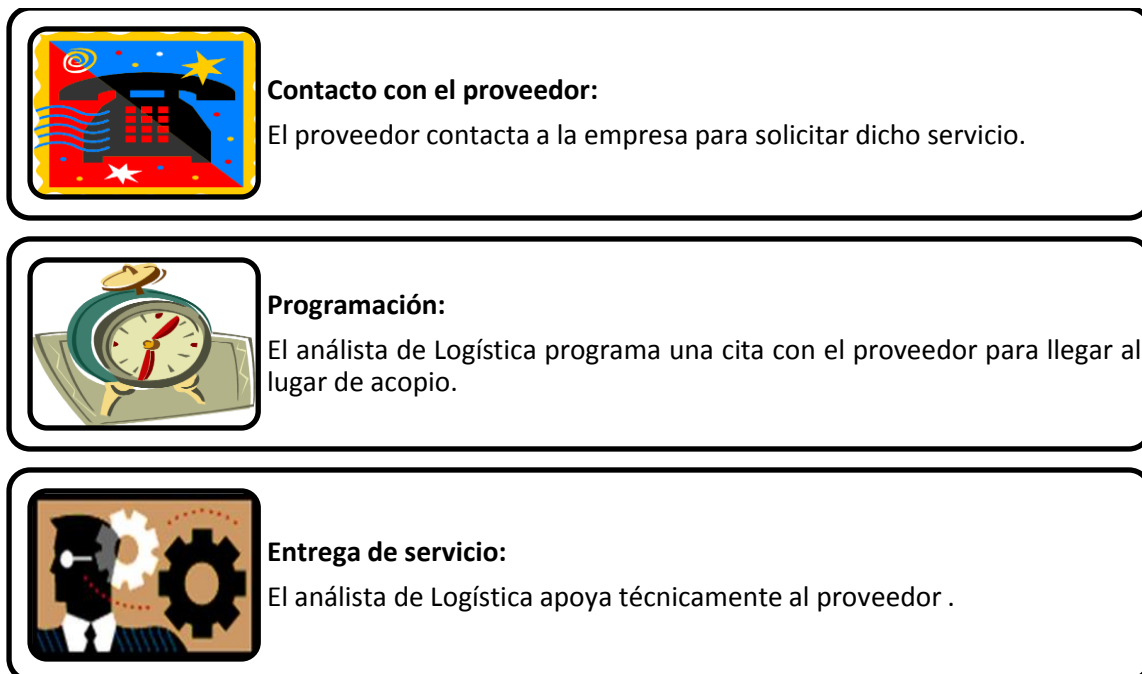 Contacto con el proveedor:
El proveedor contacta a la empresa para solicitar dicho servicio.
Programación:
El análista de Logística programa una cita con el proveedor para llegar al
lugar de acopio.
Entrega de servicio:
El análista de Logística apoya técnicamente al proveedor .